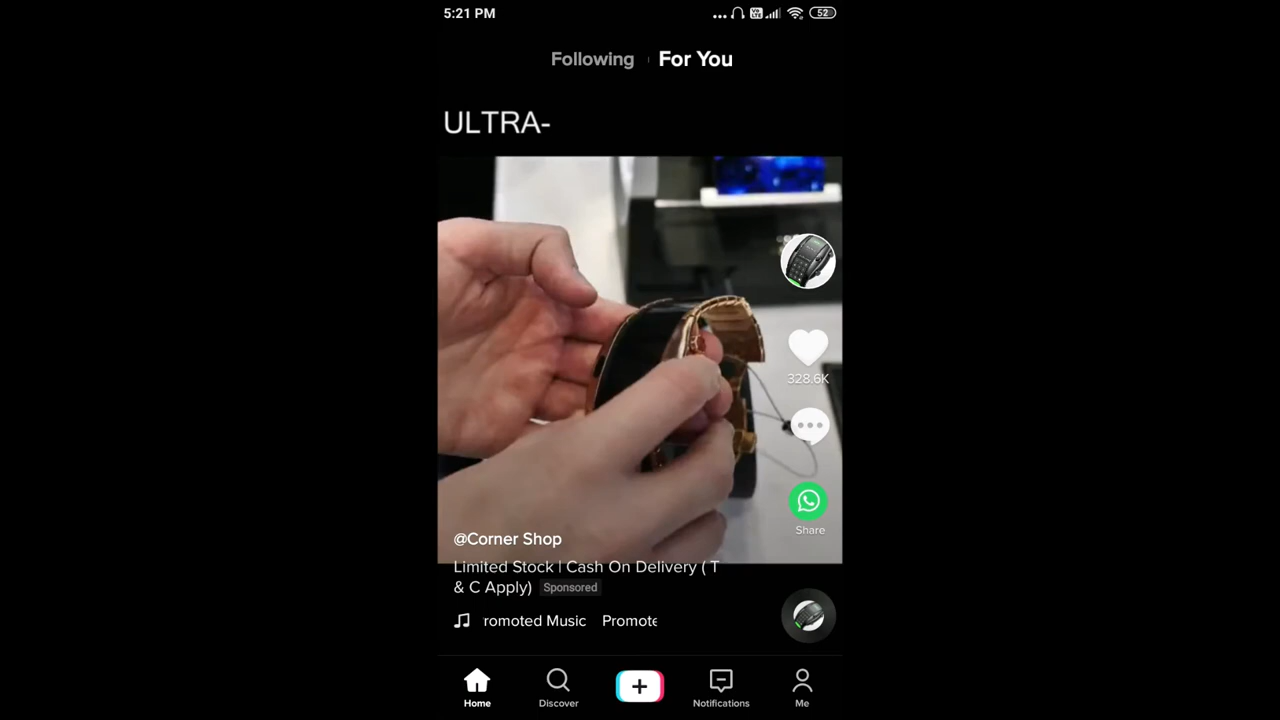 5:21 PM
52
Following
For You
ULTRA-
328.6K
Share
@Corner Shop
Limited Stock | Cash On Delivery ( T
& C Apply) Sponsored
romoted Music Promote
Home
Discover
Notifications
Me